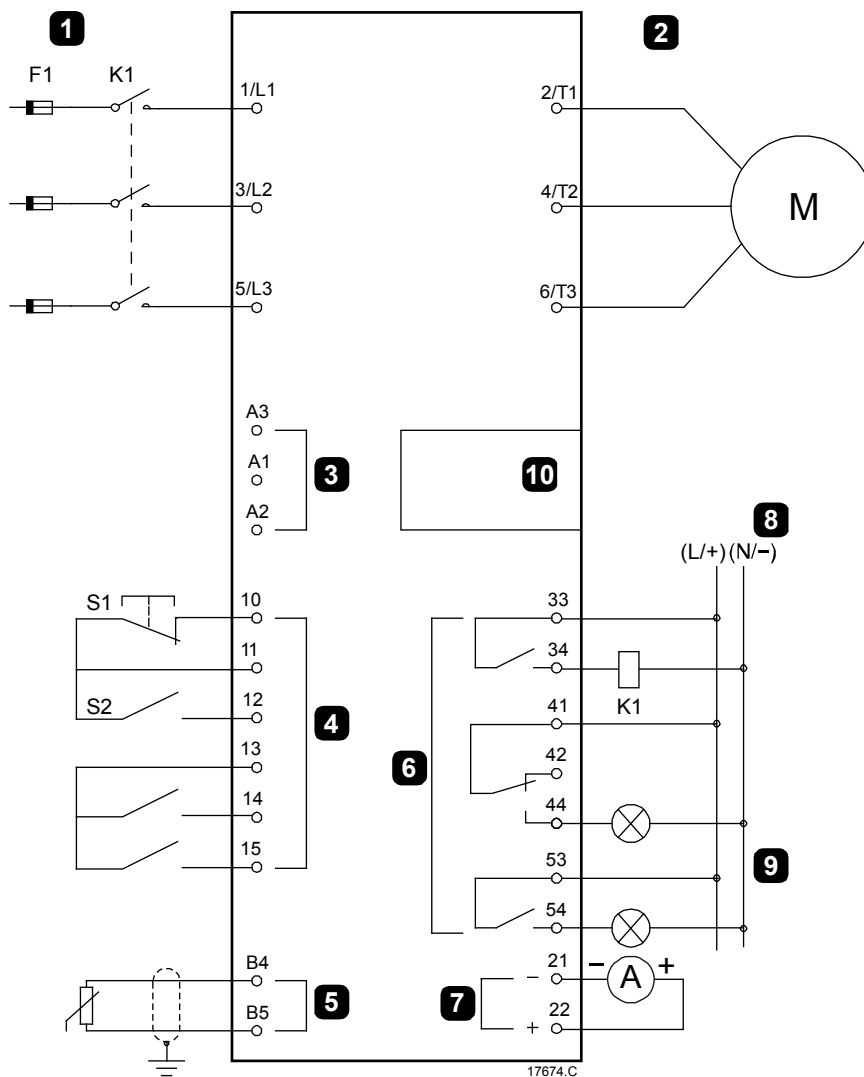 1
2
F1
K1
1/L1
2/T1
3/L2
4/T2
M
5/L3
6/T3
A3
A1
3
10
A2
8
(L/+) (N/−)
S1
10
33
11
34
S2
12
K1
4
41
13
6
42
14
44
15
53
9
54
B4
21
−
−
A
+
5
7
B5
+
22
17674.C